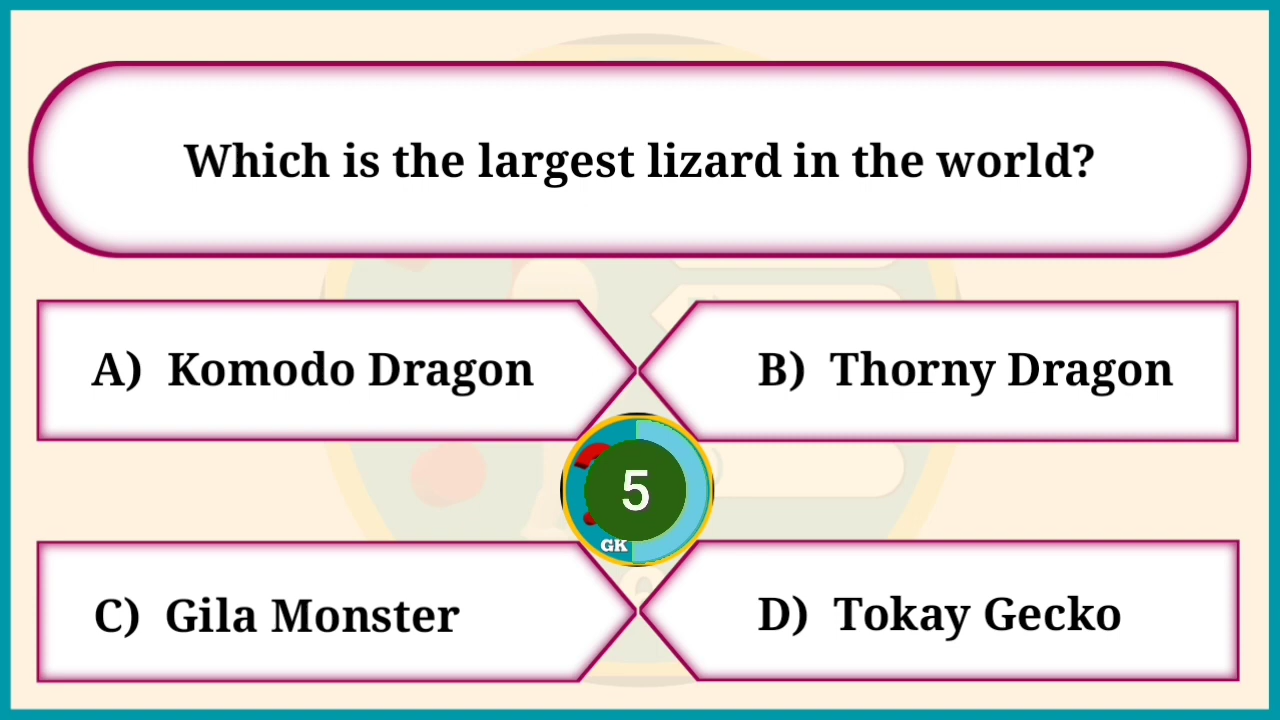 Which is the largest lizard in the world?
A) Komodo Dragon
B) Thorny Dragon
5
GK
C) Gila Monster
D) Tokay Gecko